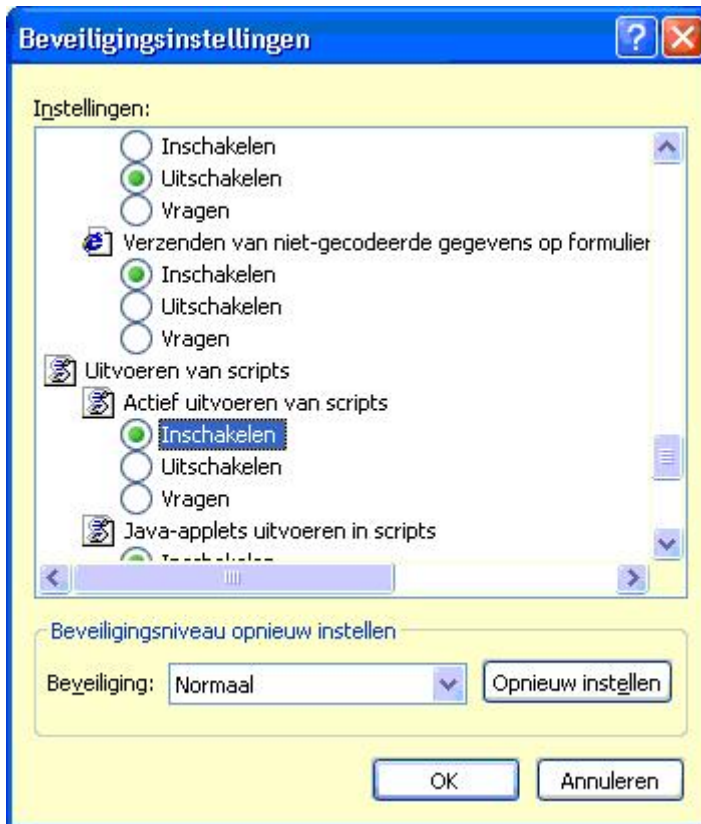 Beveiligingsinstellingen
Instellingen:
Inschakelen
Uitschakelen
Vragen
Verzenden van niet-gecodeerde gegevens op formulier
Inschakelen
Uitschakelen
Vragen
Uitvoeren van scripts
Actief uitvoeren van scripts
Inschakelen
Uitschakelen
Vragen
Java-applets uitvoeren in scripts
Inschakelen
Beveiligingsniveau opnieuw instellen
Beveiliging: Normaal Opnieuw instellen
OK Annuleren